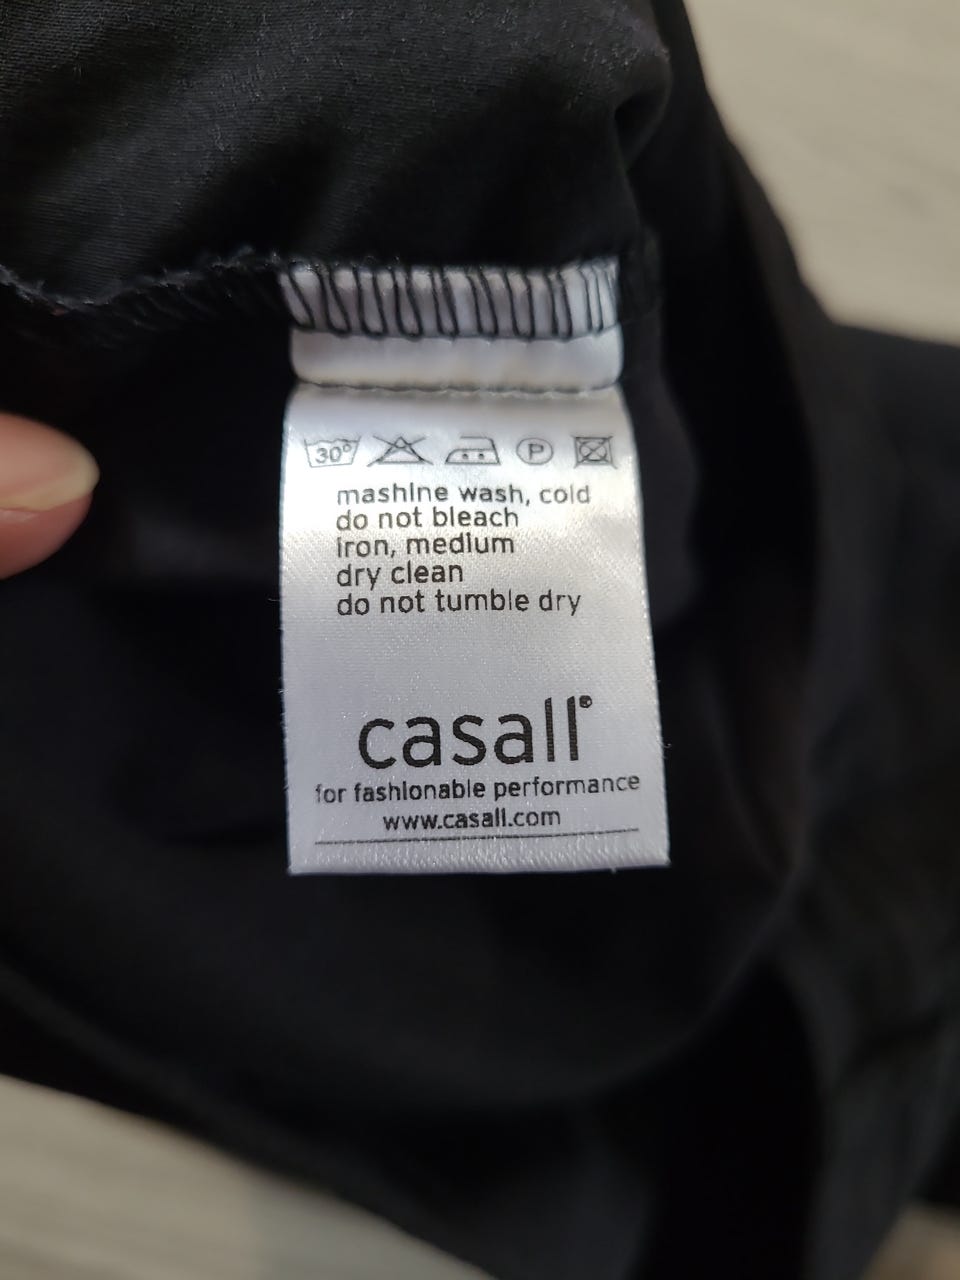 30° P
mashine wash, cold
do not bleach
iron, medium
dry clean
do not tumble dry
casall®
for fashionable performance
www.casall.com